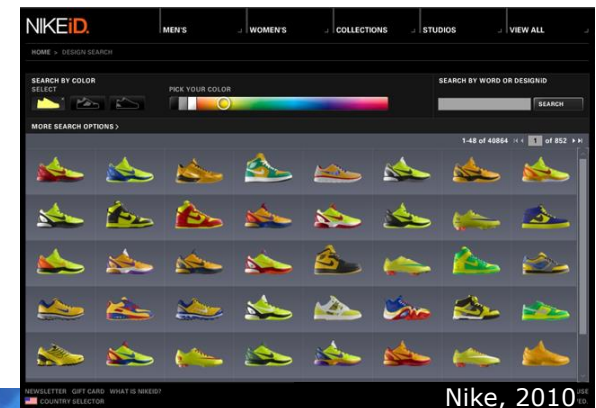 NIKEiD.
MEN'S
WOMEN'S
COLLECTIONS
STUDIOS
VIEW ALL
HOME > DESIGN SEARCH
SEARCH BY COLOR
SELECT
PICK YOUR COLOR
SEARCH BY WORD OR DESIGNID
SEARCH
MORE SEARCH OPTIONS >
1-48 of 40864 1 of 852
NEWSLETTER GIFT CARD WHAT IS NIKEID?
COUNTRY SELECTOR
Nike, 2010